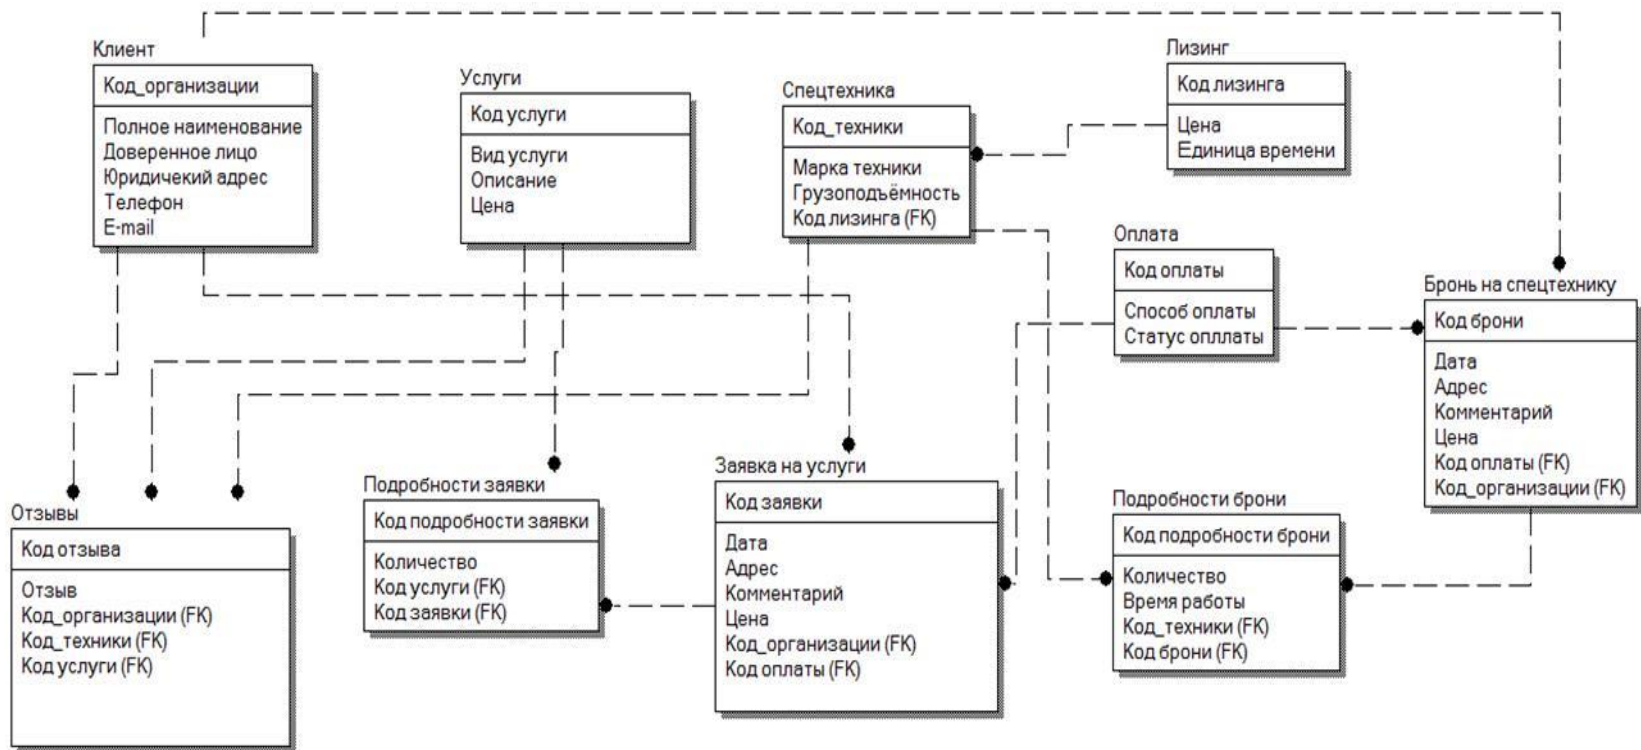 Клиент
Код_организации
Полное наименование
Доверенное лицо
Юридичекий адрес
Телефон
E-mail
Услуги
Код услуги
Вид услуги
Описание
Цена
Спецтехника
Код_техники
Марка техники
Грузоподъёмность
Код лизинга (FK)
Лизинг
Код лизинга
Цена
Единица времени
Оплата
Код оплаты
Способ оплаты
Статус опллаты
Бронь на спецтехнику
Код брони
Дата
Адрес
Комментарий
Цена
Код оплаты (FK)
Код_организации (FK)
Отзывы
Код отзыва
Отзыв
Код_организации (FK)
Код_техники (FK)
Код услуги (FK)
Подробности заявки
Код подробности заявки
Количество
Код услуги (FK)
Код заявки (FK)
Заявка на услуги
Код заявки
Дата
Адрес
Комментарий
Цена
Код_организации (FK)
Код оплаты (FK)
Подробности брони
Код подробности брони
Количество
Время работы
Код_техники (FK)
Код брони (FK)